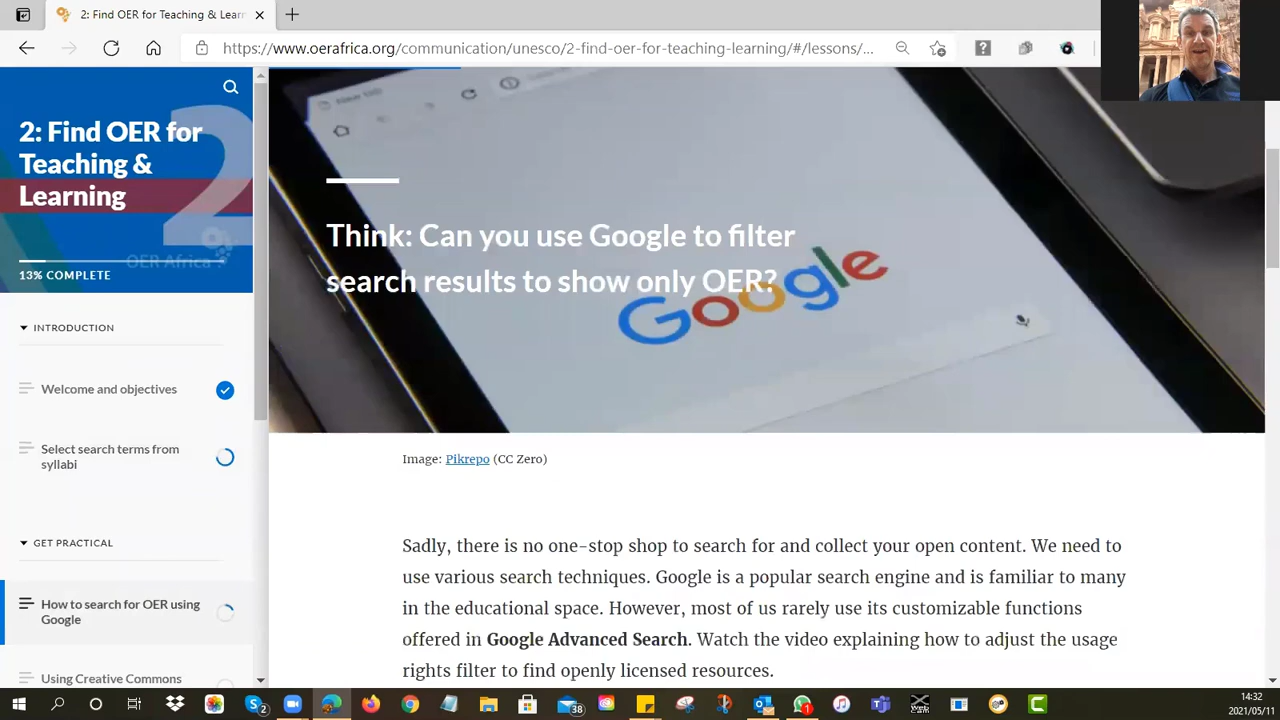 2: Find OER for Teaching & Learn
https://www.oerafrica.org/communication/unesco/2-find-oer-for-teaching-learning/#/lessons/...
2: Find OER for
Teaching &
Learning
2
OER Africa
13% COMPLETE
INTRODUCTION
Welcome and objectives
Select search terms from
syllabi
GET PRACTICAL
How to search for OER using
Google
Using Creative Commons
Think: Can you use Google to filter
search results to show only OER?
Google
Image: Pikrepo (CC Zero)
Sadly, there is no one-stop shop to search for and collect your open content. We need to
use various search techniques. Google is a popular search engine and is familiar to many
in the educational space. However, most of us rarely use its customizable functions
offered in Google Advanced Search. Watch the video explaining how to adjust the usage
rights filter to find openly licensed resources.
2
38
1
14:32
2021/05/11